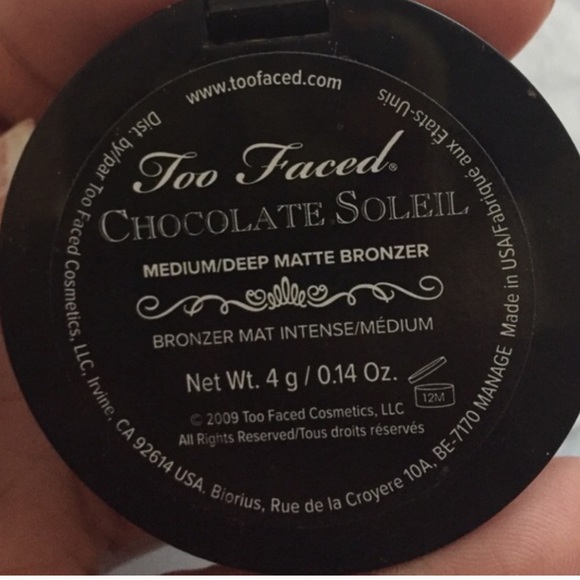 www.toofaced.com
Too Faced®
CHOCOLATE SOLEIL
MEDIUM/DEEP MATTE BRONZER
BRONZER MAT INTENSE/MÉDIUM
Net Wt. 4 g / 0.14 Oz.
12M
© 2009 Too Faced Cosmetics, LLC
All Rights Reserved/Tous droits réservés
Dist. by/par Too Faced Cosmetics, LLC, Irvine, CA 92614 USA. Biorius, Rue de la Croyere 10A, BE-7170 MANAGE Made in USA/Fabriqué aux États-Unis